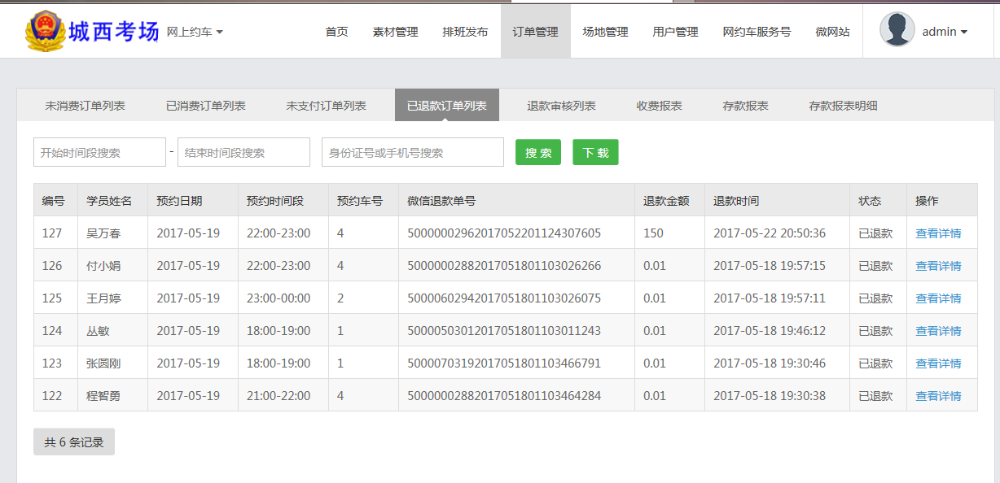 城西考场 网上约车 首页 素材管理 排班发布 订单管理 场地管理 用户管理 网约车服务号 微网站 admin
未消费订单列表 已消费订单列表 未支付订单列表 已退款订单列表 退款审核列表 收费报表 存款报表 存款报表明细
开始时间段搜索 - 结束时间段搜索 身份证号或手机号搜索 搜 索 下 载
编号 学员姓名 预约日期 预约时间段 预约车号 微信退款单号 退款金额 退款时间 状态 操作
127 吴万春 2017-05-19 22:00-23:00 4 50000002962017052201124307605 150 2017-05-22 20:50:36 已退款 查看详情
126 付小娟 2017-05-19 22:00-23:00 4 50000002882017051801103026266 0.01 2017-05-18 19:57:15 已退款 查看详情
125 王月婷 2017-05-19 23:00-00:00 2 50000602942017051801103026075 0.01 2017-05-18 19:57:11 已退款 查看详情
124 丛敏 2017-05-19 18:00-19:00 1 50000503012017051801103011243 0.01 2017-05-18 19:46:12 已退款 查看详情
123 张圆刚 2017-05-19 18:00-19:00 1 50000703192017051801103466791 0.01 2017-05-18 19:30:46 已退款 查看详情
122 程智勇 2017-05-19 21:00-22:00 4 50000002882017051801103464284 0.01 2017-05-18 19:30:38 已退款 查看详情
共 6 条记录